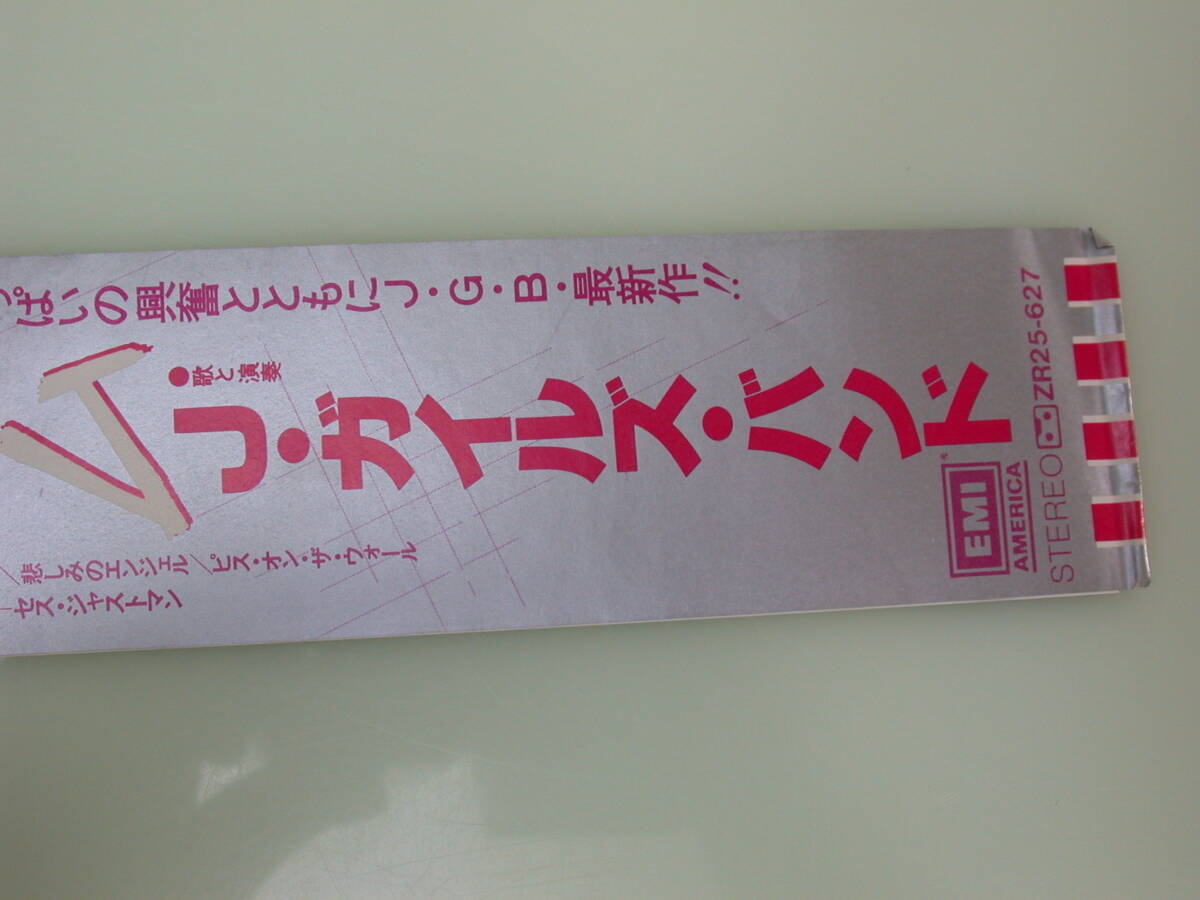 ぱいの興奮とともにJ・G・B・最新作!!
●歌と演奏
J・ガイルズ・バンド
悲しみのエンジェル/ピス・オン・ザ・ウォール
セス・ジャストマン
EMI
AMERICA
STEREO ZR25-627